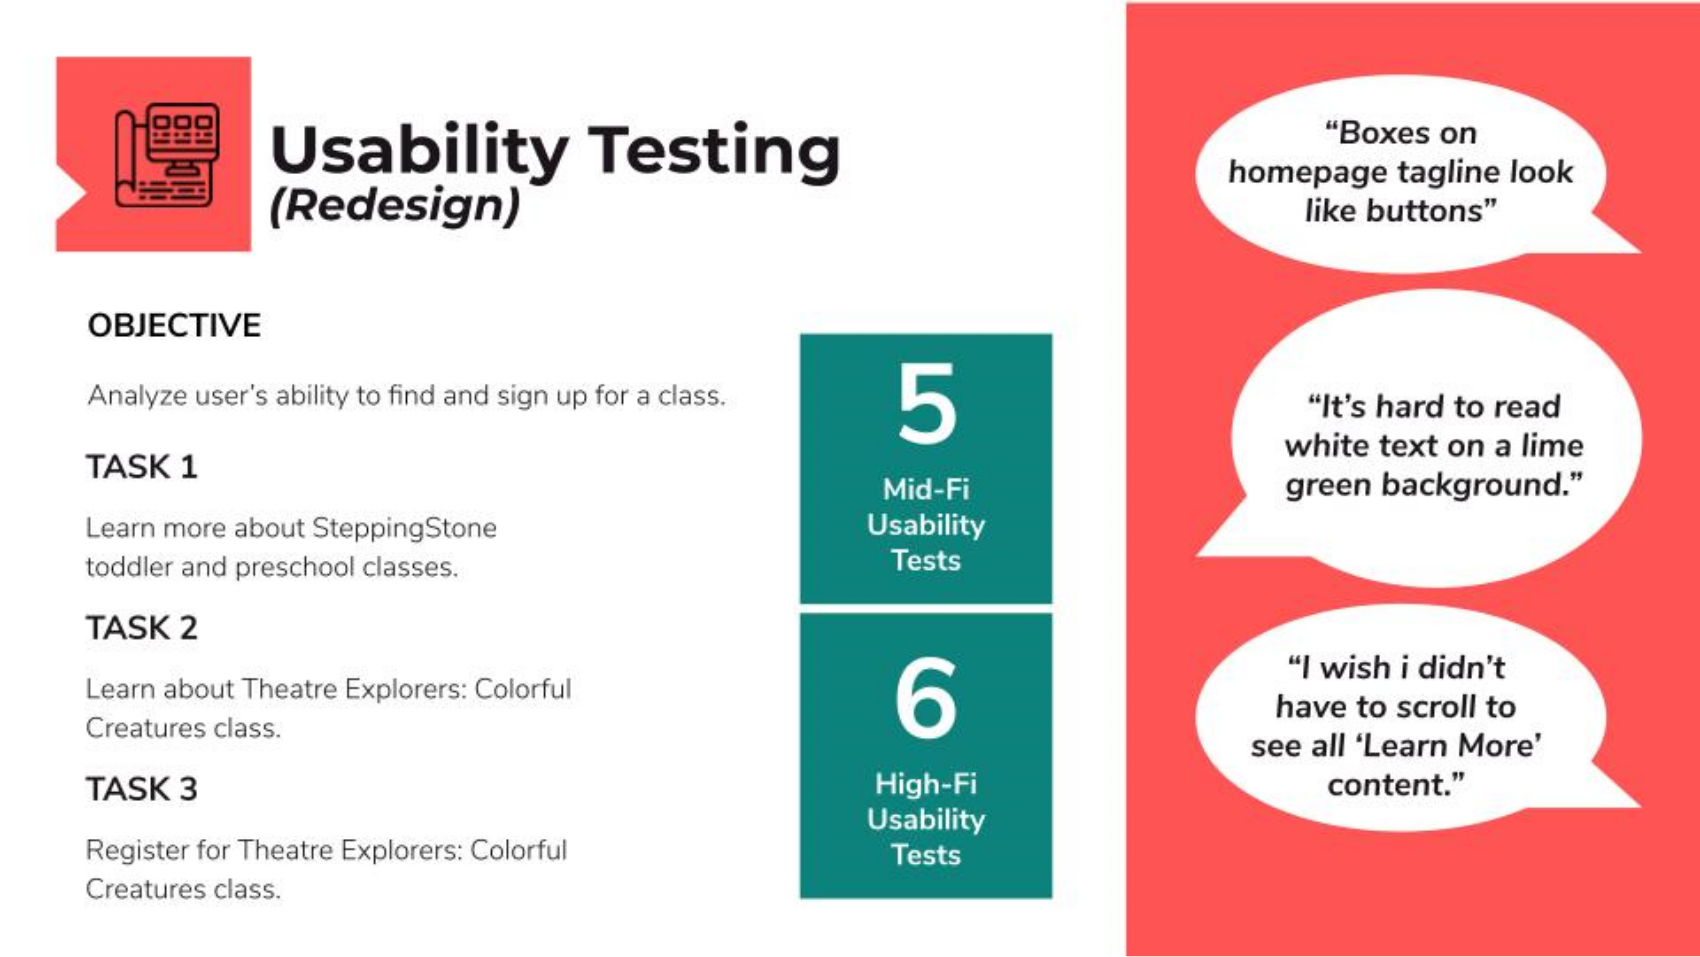 Usability Testing
(Redesign)
OBJECTIVE
Analyze user’s ability to find and sign up for a class.
TASK 1
Learn more about SteppingStone
toddler and preschool classes.
TASK 2
Learn about Theatre Explorers: Colorful
Creatures class.
TASK 3
Register for Theatre Explorers: Colorful
Creatures class.
5
Mid-Fi
Usability
Tests
6
High-Fi
Usability
Tests
“Boxes on
homepage tagline look
like buttons”
“It’s hard to read
white text on a lime
green background.”
“I wish i didn’t
have to scroll to
see all ‘Learn More’
content.”